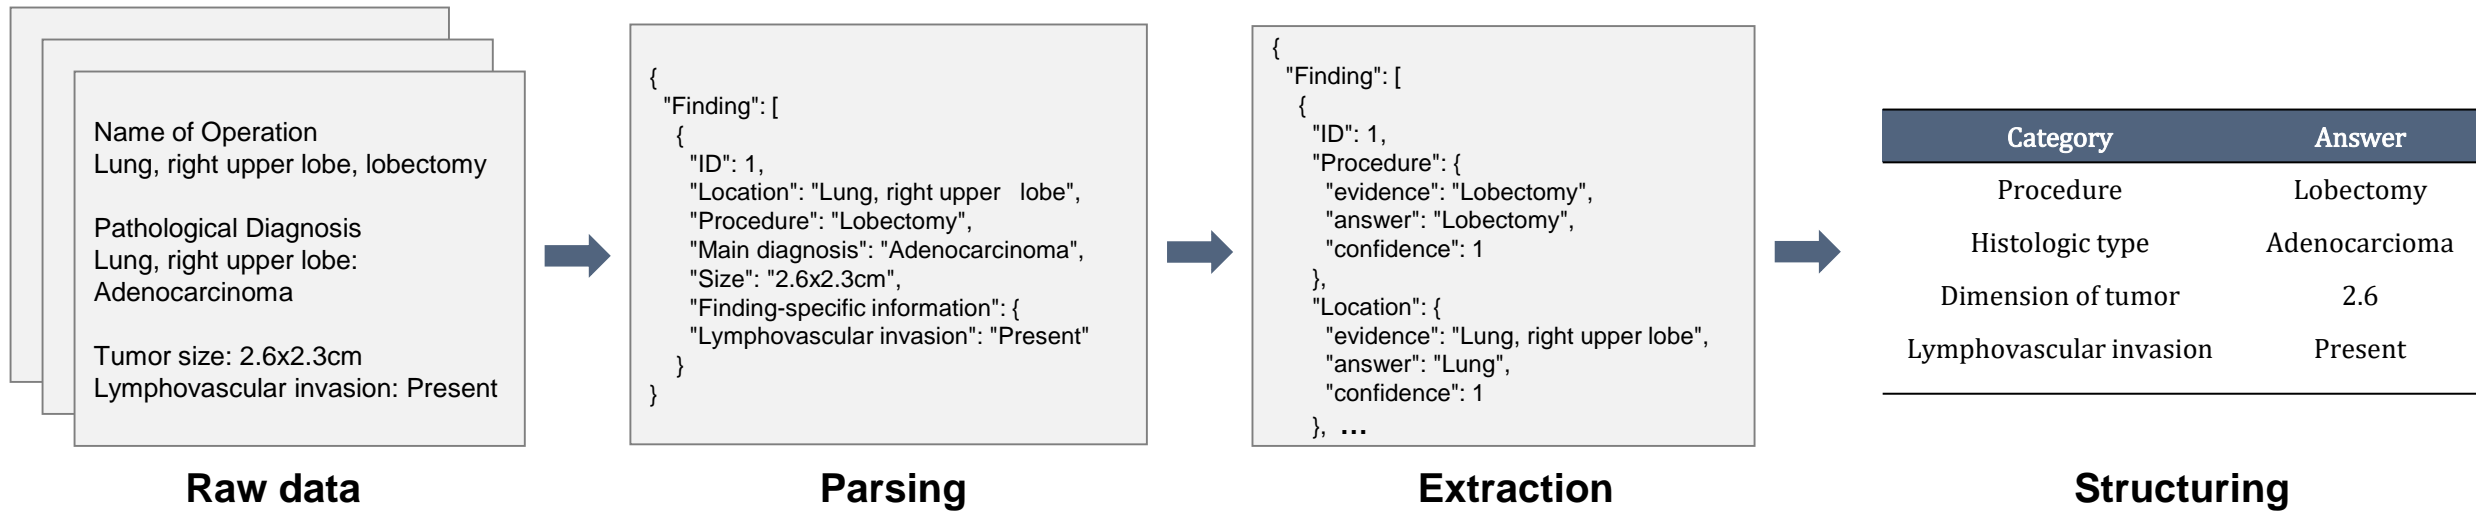 Name of Operation
Lung, right upper lobe, lobectomy
Pathological Diagnosis
Lung, right upper lobe:
Adenocarcinoma
Tumor size: 2.6x2.3cm
Lymphovascular invasion: Present
Raw data
{
"Finding": [
{
"ID": 1,
"Location": "Lung, right upper lobe",
"Procedure": "Lobectomy",
"Main diagnosis": "Adenocarcinoma",
"Size": "2.6x2.3cm",
"Finding-specific information": {
"Lymphovascular invasion": "Present"
}
}
Parsing
{
"Finding": [
{
"ID": 1,
"Procedure": {
"evidence": "Lobectomy",
"answer": "Lobectomy",
"confidence": 1
},
"Location": {
"evidence": "Lung, right upper lobe",
"answer": "Lung",
"confidence": 1
}, ...
Extraction
Category Answer
Procedure Lobectomy
Histologic type Adenocarcioma
Dimension of tumor 2.6
Lymphovascular invasion Present
Structuring